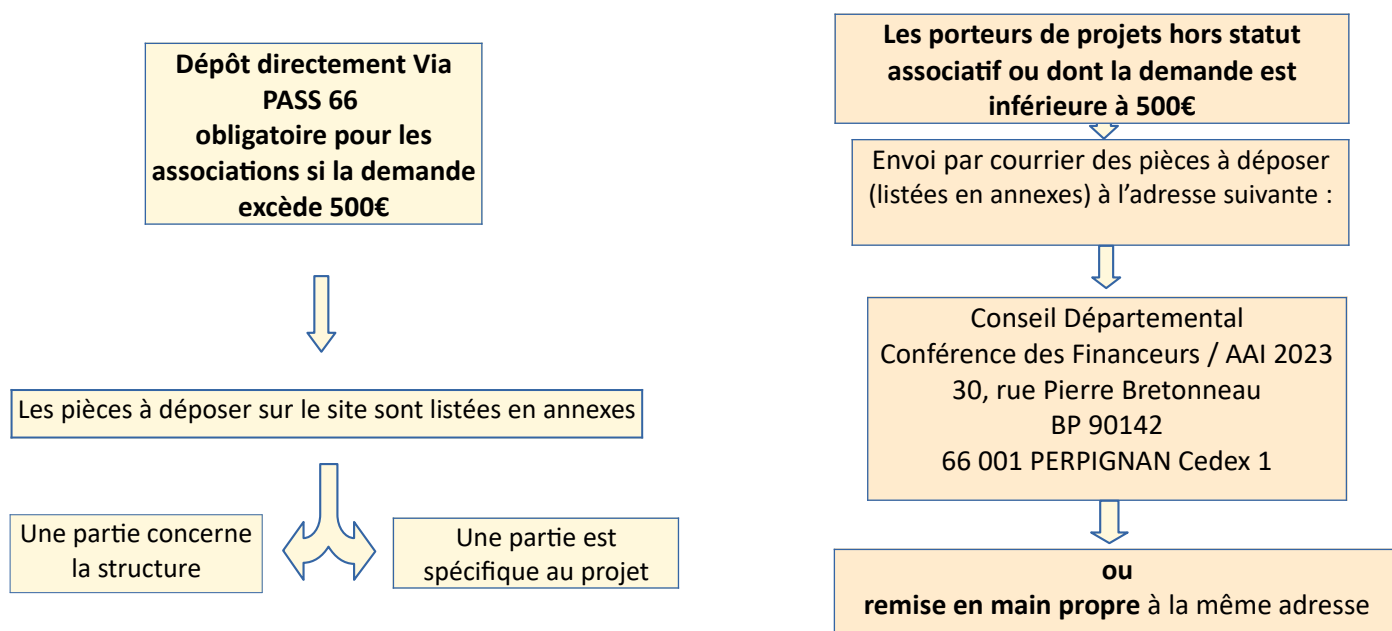 Dépôt directement Via
PASS 66
obligatoire pour les
associations si la demande
excède 500€
Les pièces à déposer sur le site sont listées en annexes
Une partie concerne
la structure
Une partie est
spécifique au projet
Les porteurs de projets hors statut
associatif ou dont la demande est
inférieure à 500€
Envoi par courrier des pièces à déposer
(listées en annexes) à l’adresse suivante :
Conseil Départemental
Conférence des Financeurs / AAI 2023
30, rue Pierre Bretonneau
BP 90142
66 001 PERPIGNAN Cedex 1
ou
remise en main propre à la même adresse